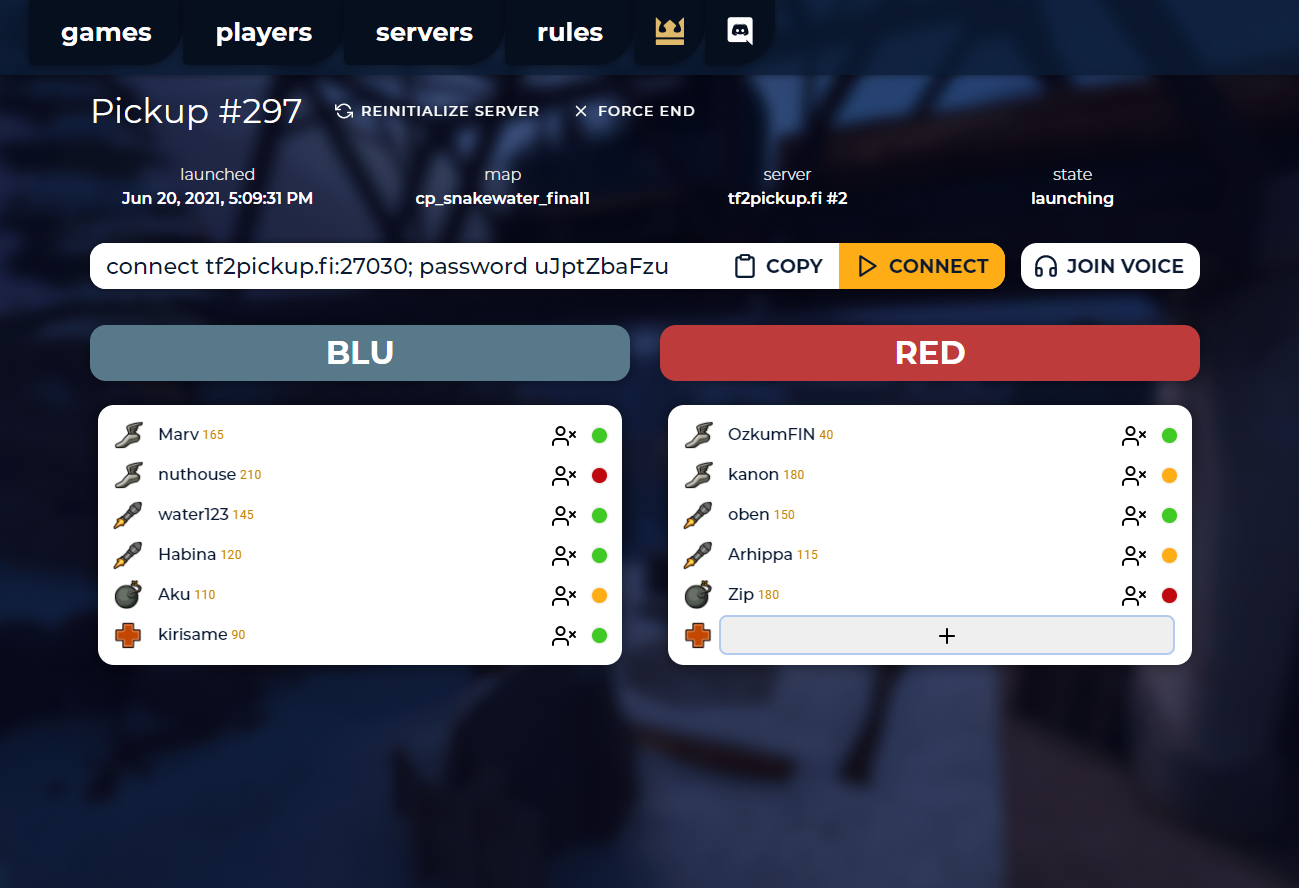 games players servers rules
Pickup #297 REINITIALIZE SERVER FORCE END
launched map server state
Jun 20, 2021, 5:09:31 PM cp_snakewater_final1 tf2pickup.fi #2 launching
connect tf2pickup.fi:27030; password uJptZbaFzu COPY CONNECT JOIN VOICE
BLU
Marv 165
nuthouse 210
water123 145
Habina 120
Aku 110
kirisame 90
RED
OzkumFIN 40
kanon 180
oben 150
Arhippa 115
Zip 180
+